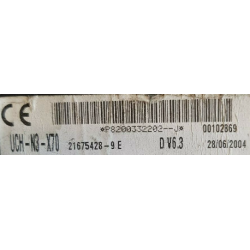 CE
*P8200332202--J* 00102869
UCH-N3-X70 21675428-9 E D V6.3 28/06/2004